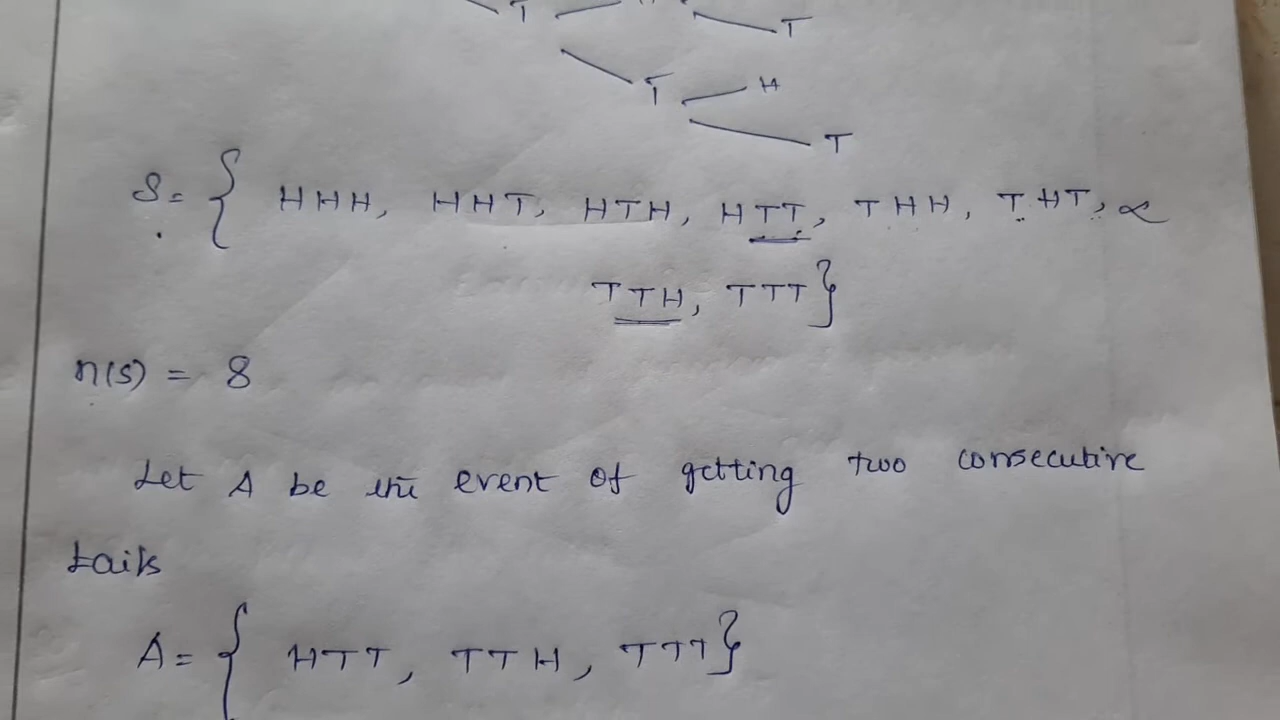 T
T
T H
T
S = { HHH, HHT, HTH, HTT, THH, THT,
TTH, TTT }
n(s) = 8
Let A be the event of getting two consecutive
tails
A = { HTT, TTH, TTT }